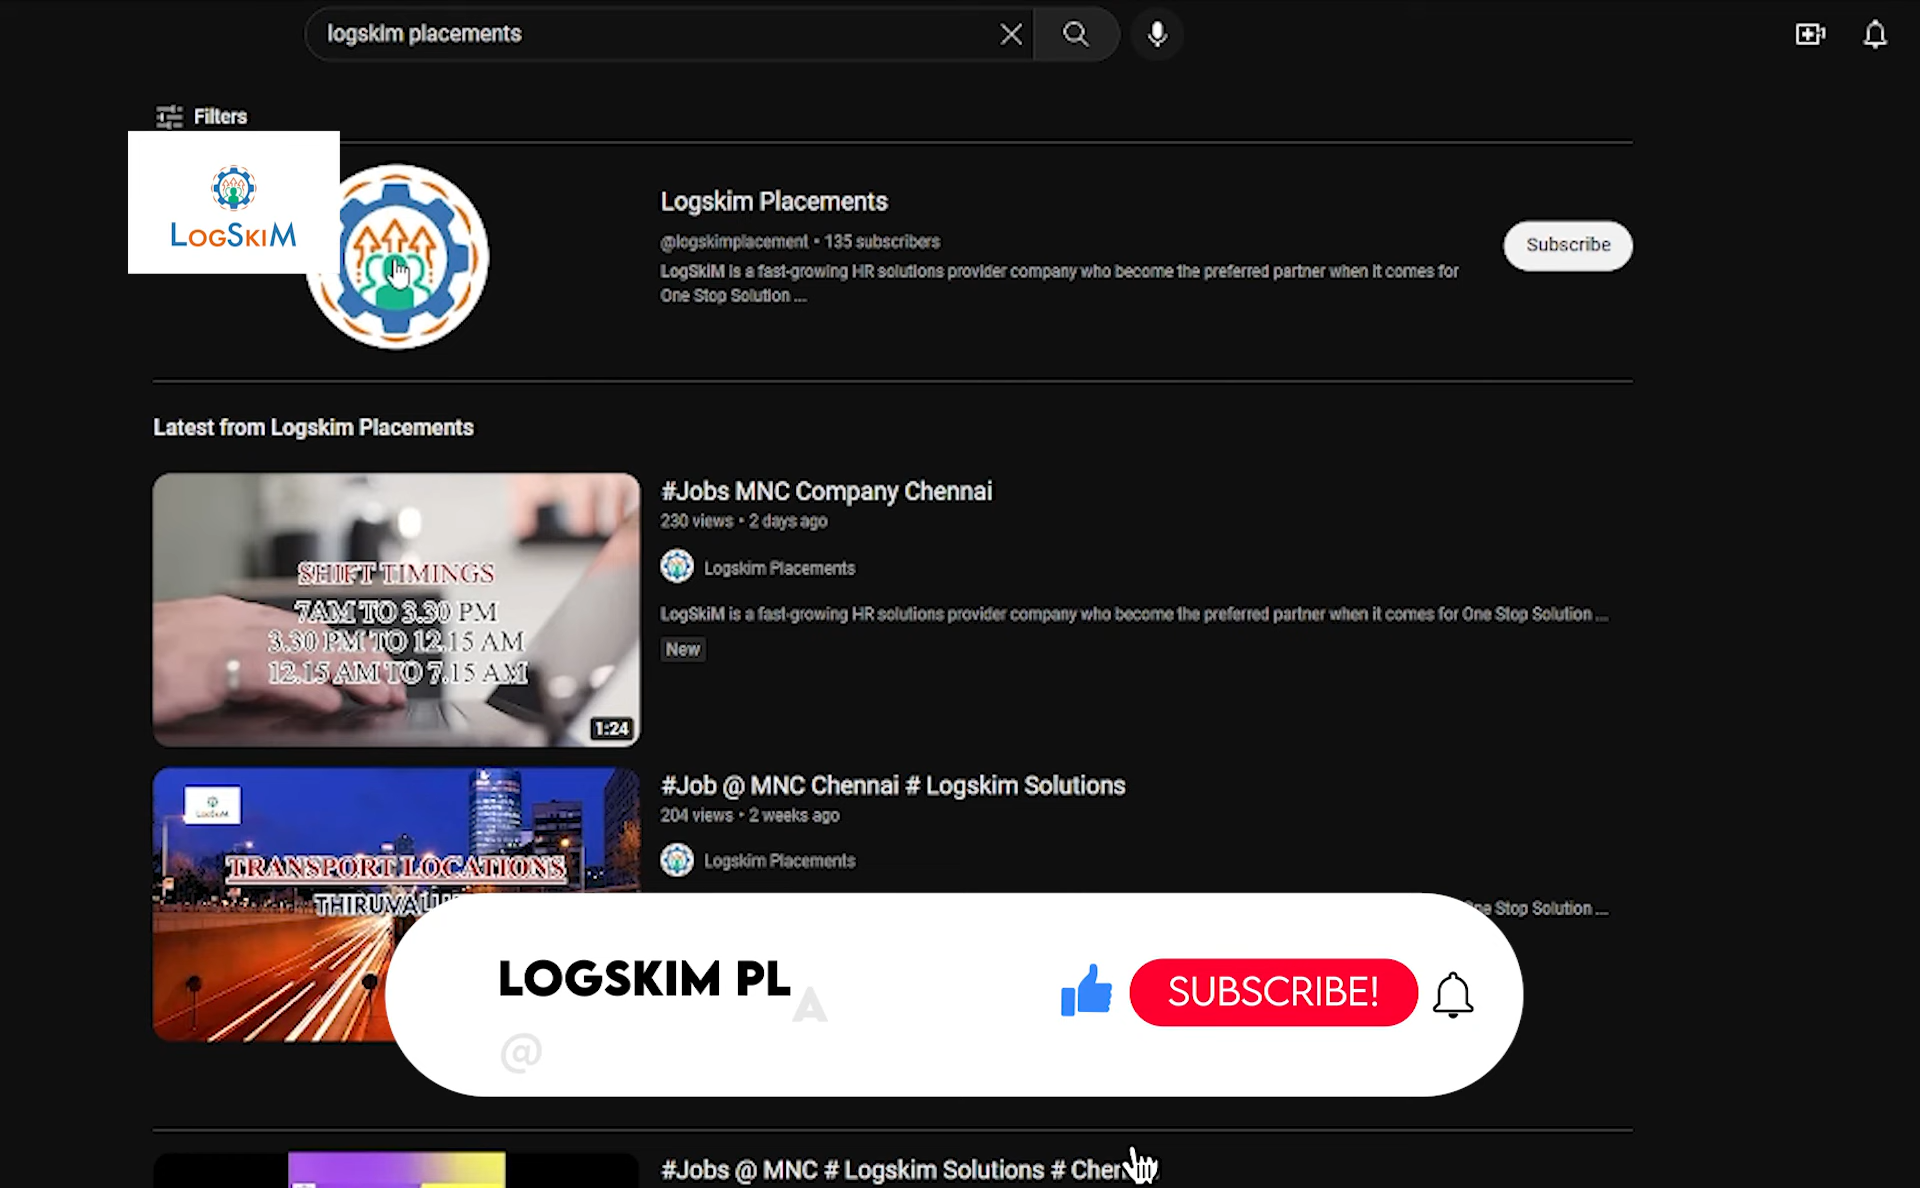 logskim placements
Filters
LOGSKIM
Logskim Placements
@logskimplacement • 135 subscribers
LogSkiM is a fast-growing HR solutions provider company who become the preferred partner when it comes for
One Stop Solution ...
Subscribe
Latest from Logskim Placements
SHIFT TIMINGS
7AM TO 3.30 PM
3.30 PM TO 12.15 AM
12.15 AM TO 7.15 AM
1:24
#Jobs MNC Company Chennai
230 views • 2 days ago
Logskim Placements
LogSkiM is a fast-growing HR solutions provider company who become the preferred partner when it comes for One Stop Solution ...
New
LOGSKIM
TRANSPORT LOCATIONS
#Job @ MNC Chennai # Logskim Solutions
204 views • 2 weeks ago
Logskim Placements
Stop Solution ...
LOGSKIM PLA
@
SUBSCRIBE!
#Jobs @ MNC # Logskim Solutions #